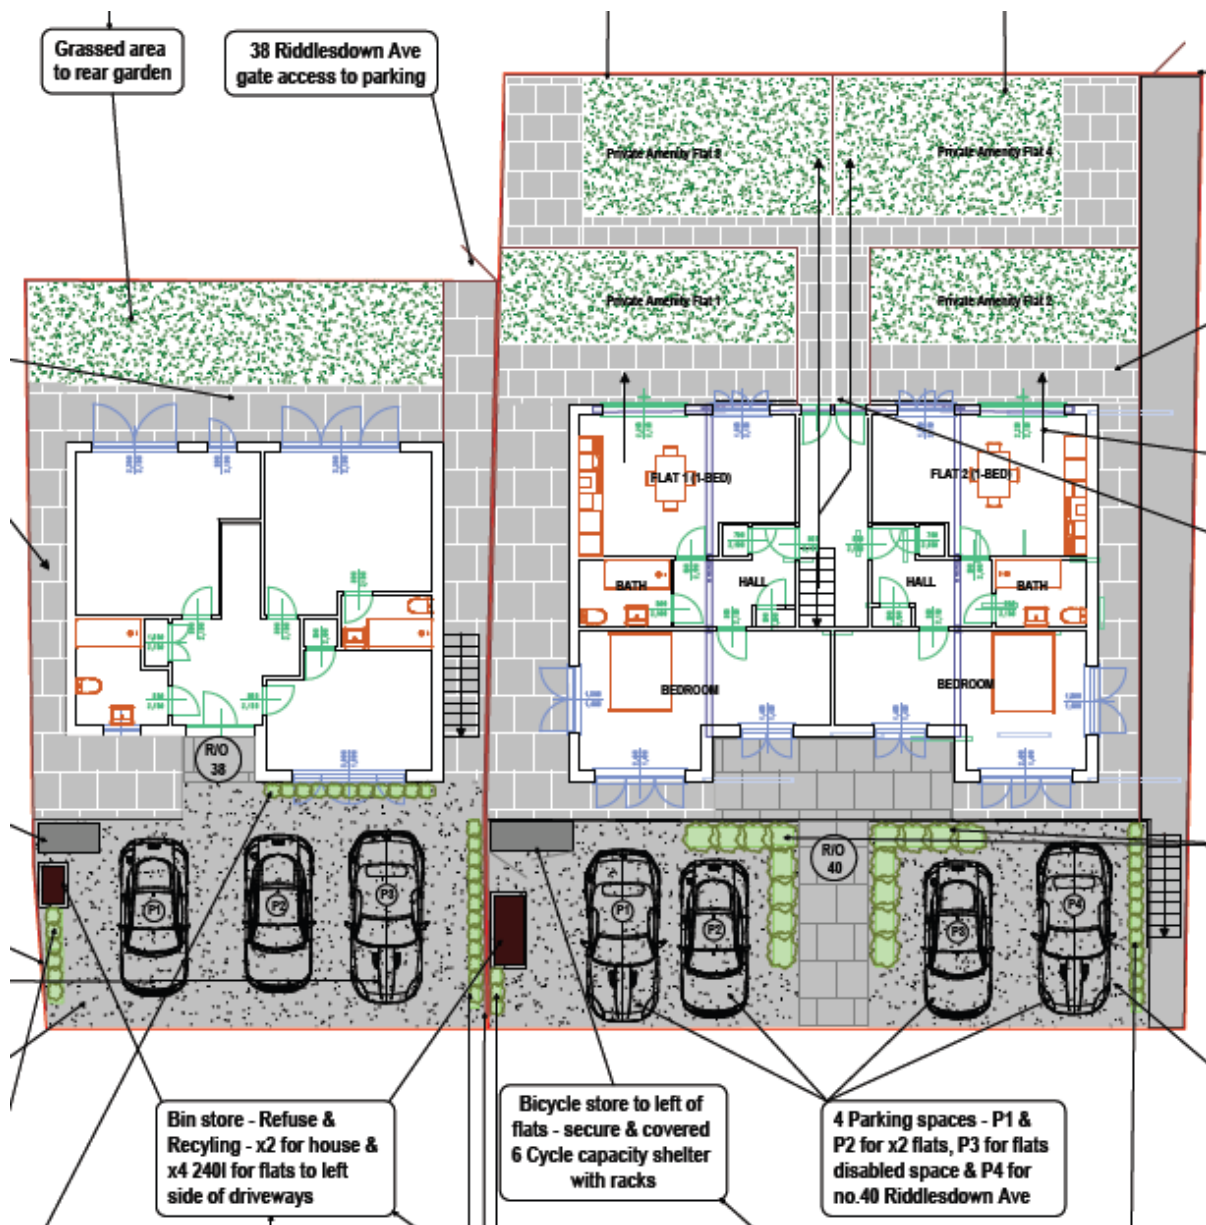 Grassed area
to rear garden
38 Riddlesdown Ave
gate access to parking
Private Amenity Flat 3
Private Amenity Flat 4
Private Amenity Flat 1
Private Amenity Flat 2
FLAT 1 (1-BED)
FLAT 2 (1-BED)
BATH
HALL
HALL
BATH
BEDROOM
BEDROOM
R/O
38
R/O
40
P1
P2
P3
P1
P2
P3
P4
Bin store - Refuse &
Recyling - x2 for house &
x4 240l for flats to left
side of driveways
Bicycle store to left of
flats - secure & covered
6 Cycle capacity shelter
with racks
4 Parking spaces - P1 &
P2 for x2 flats, P3 for flats
disabled space & P4 for
no.40 Riddlesdown Ave